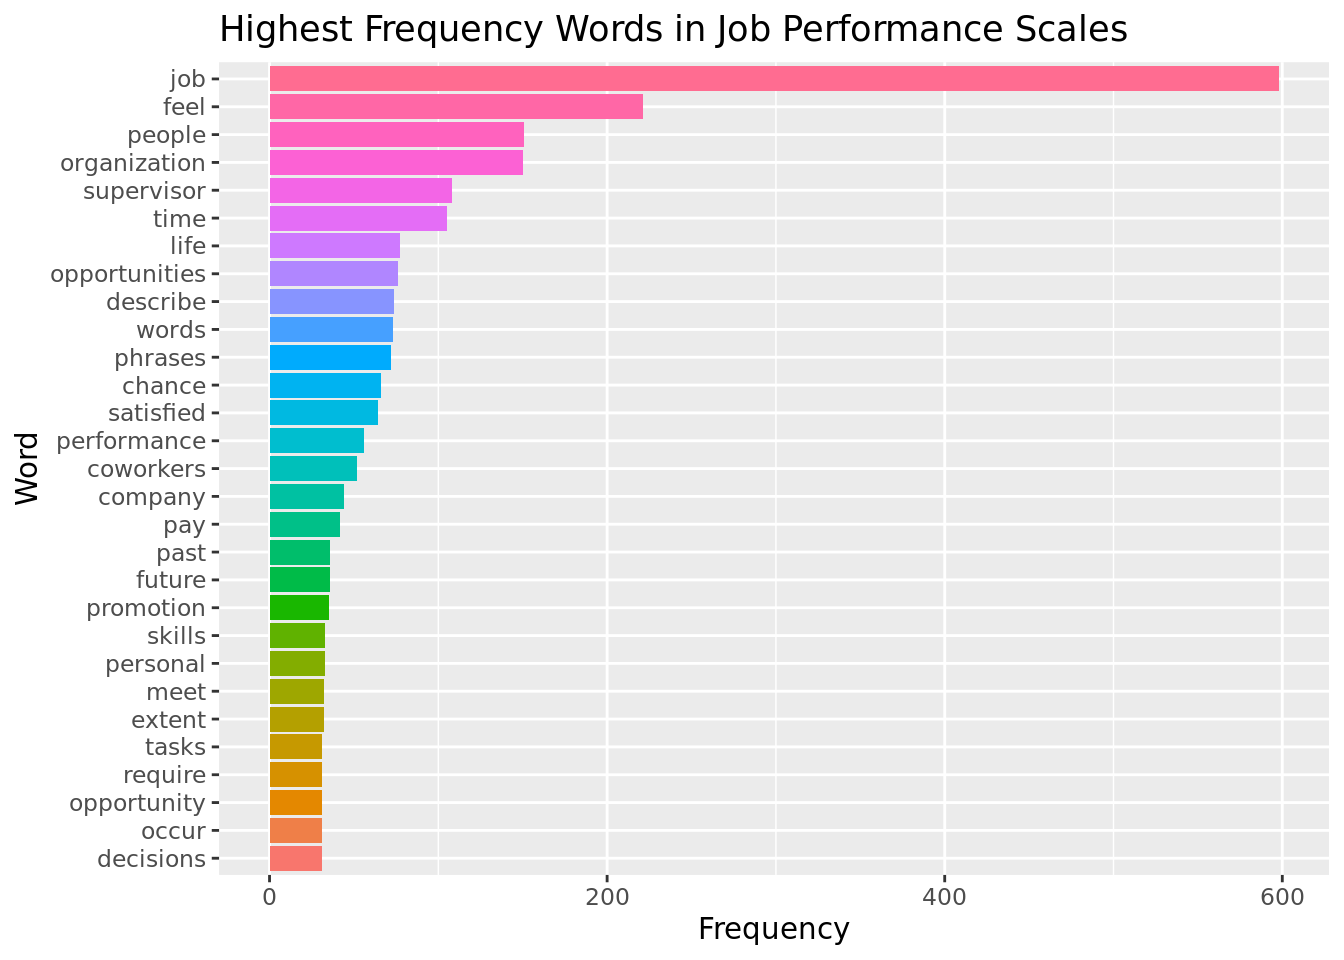 Highest Frequency Words in Job Performance Scales
job
feel
people
organization
supervisor
time
life
opportunities
describe
words
phrases
chance
satisfied
performance
coworkers
company
pay
past
future
promotion
skills
personal
meet
extent
tasks
require
opportunity
occur
decisions
Word
0 200 400 600
Frequency